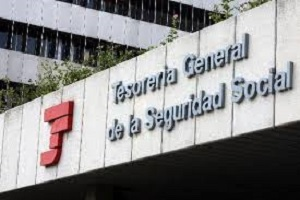 Tesorería General
de la Seguridad Social